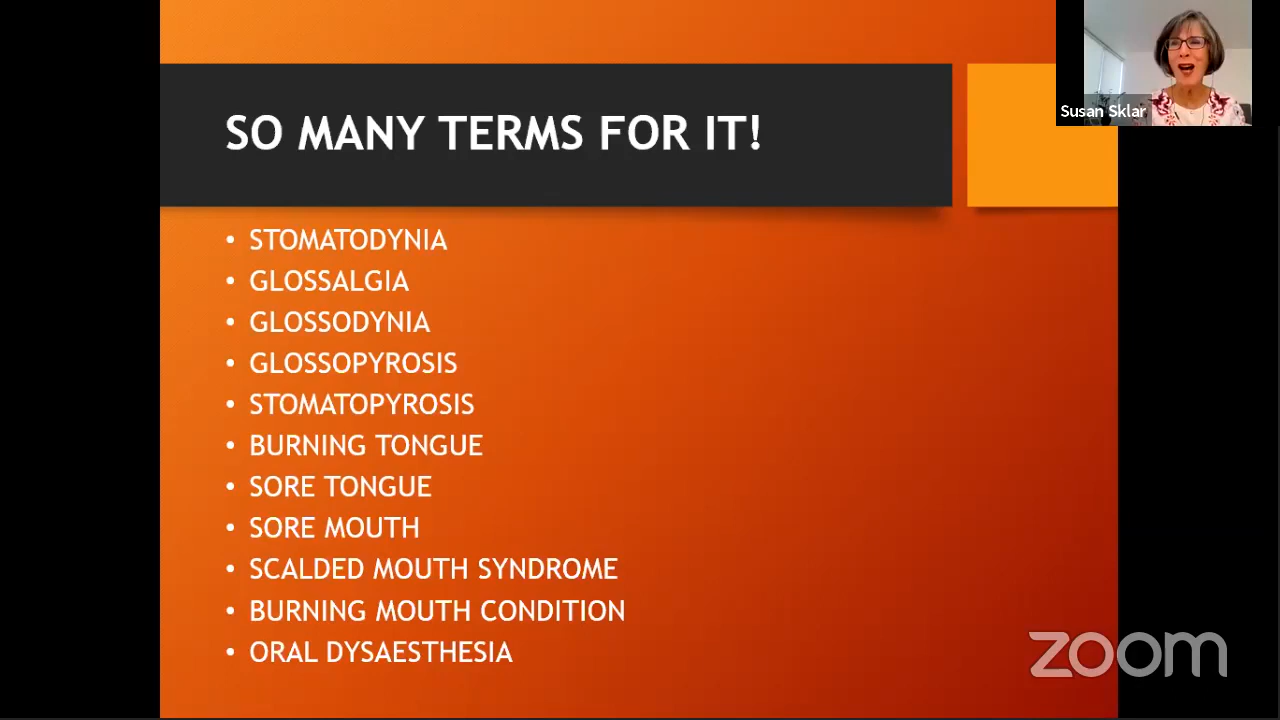 SO MANY TERMS FOR IT!
Susan Sklar
• STOMATODYNIA
• GLOSSALGIA
• GLOSSODYNIA
• GLOSSOPYROSIS
• STOMATOPYROSIS
• BURNING TONGUE
• SORE TONGUE
• SORE MOUTH
• SCALDED MOUTH SYNDROME
• BURNING MOUTH CONDITION
• ORAL DYSAESTHESIA
zoom